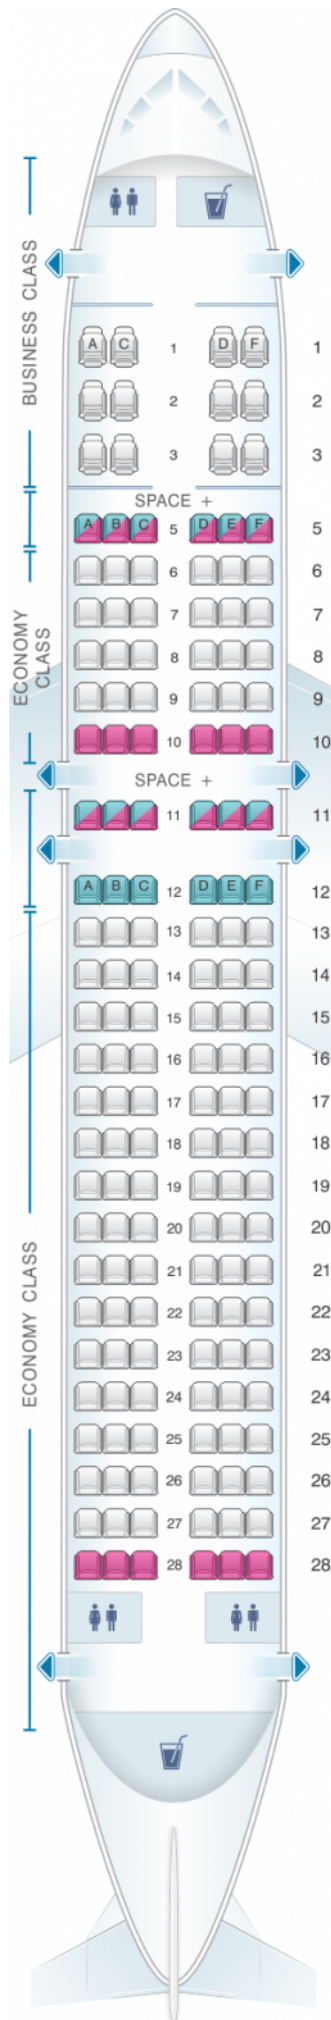 BUSINESS CLASS
A C 1 D F 1
2 2
3 3
SPACE +
A B C 5 D E F 5
6 6
ECONOMY
CLASS
7 7
8 8
9 9
10 10
SPACE +
11 11
A B C 12 D E F 12
13 13
14 14
15 15
16 16
17 17
18 18
19 19
20 20
ECONOMY CLASS
21 21
22 22
23 23
24 24
25 25
26 26
27 27
28 28